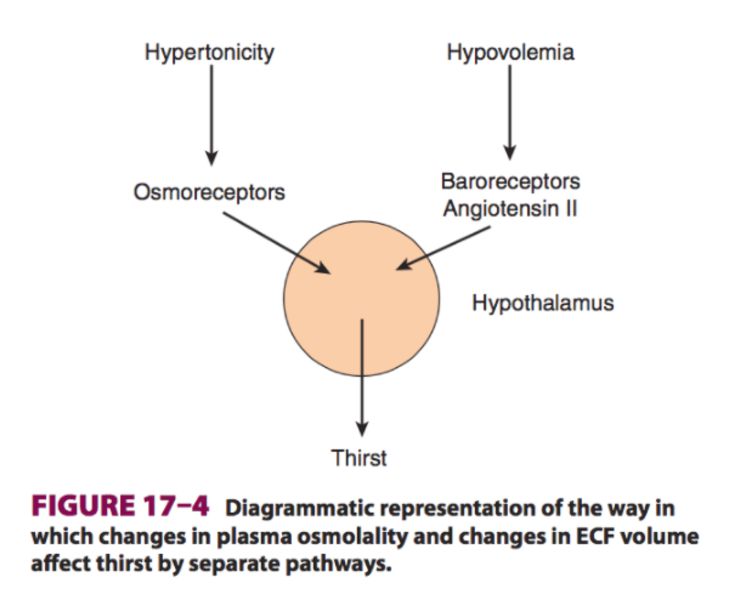 Hypertonicity
Hypovolemia
Osmoreceptors
Baroreceptors
Angiotensin II
Hypothalamus
Thirst
FIGURE 17–4 Diagrammatic representation of the way in
which changes in plasma osmolality and changes in ECF volume
affect thirst by separate pathways.